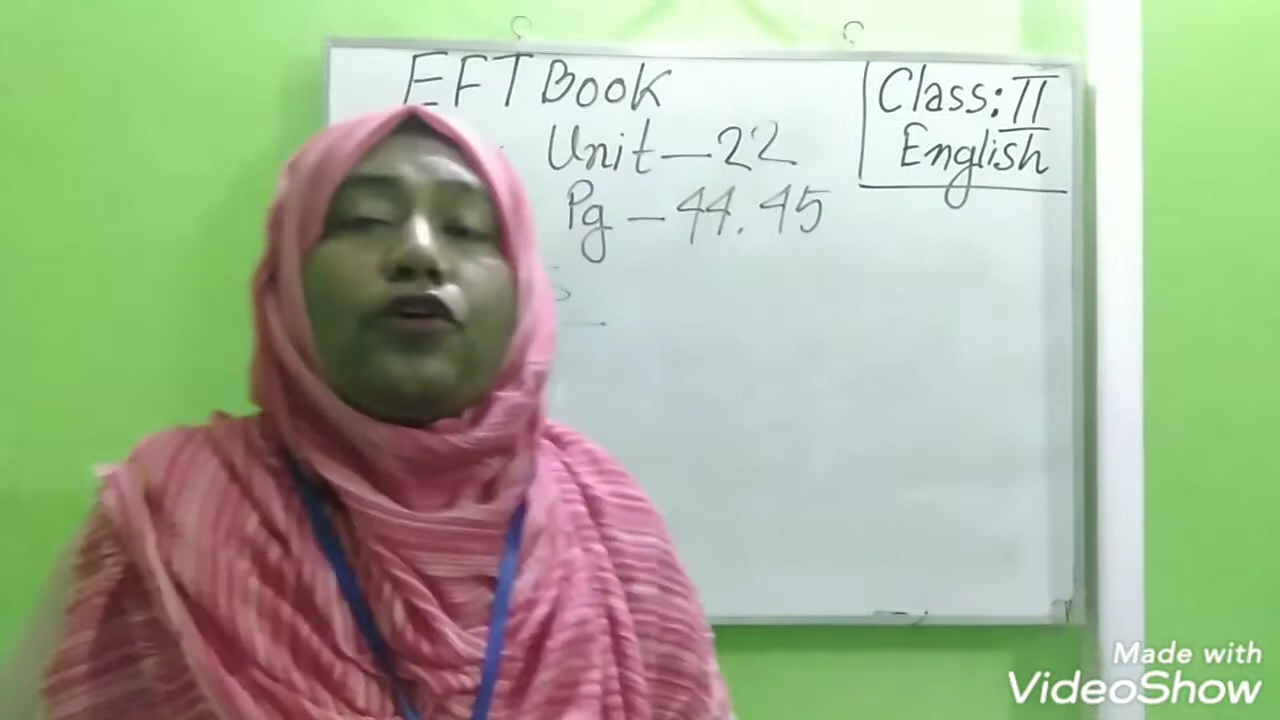 EFT Book
Class: II
English
Unit - 22
Pg - 44.45
Made with
VideoShow